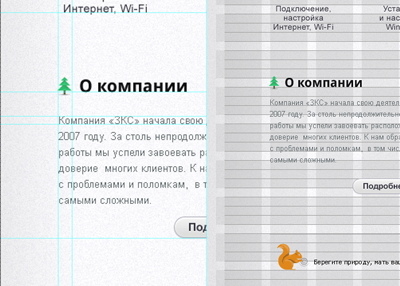 Интернет, Wi-Fi
О компании
Компания «ЗКС» начала свою
2007 году. За столь непродолж
работы мы успели завоевать р
доверие многих клиентов. К н
с проблемами и поломкам, в т
самыми сложными.
Под
Подключение,
настройка
Интернет, Wi-Fi
Уста
и нас
Win
О компании
Компания «ЗКС» начала свою деятел
2007 году. За столь непродолжительно
работы мы успели завоевать располо
доверие многих клиентов. К нам обра
с проблемами и поломкам, в том чис
самыми сложными.
Подробне
Берегите природу, мать ваш